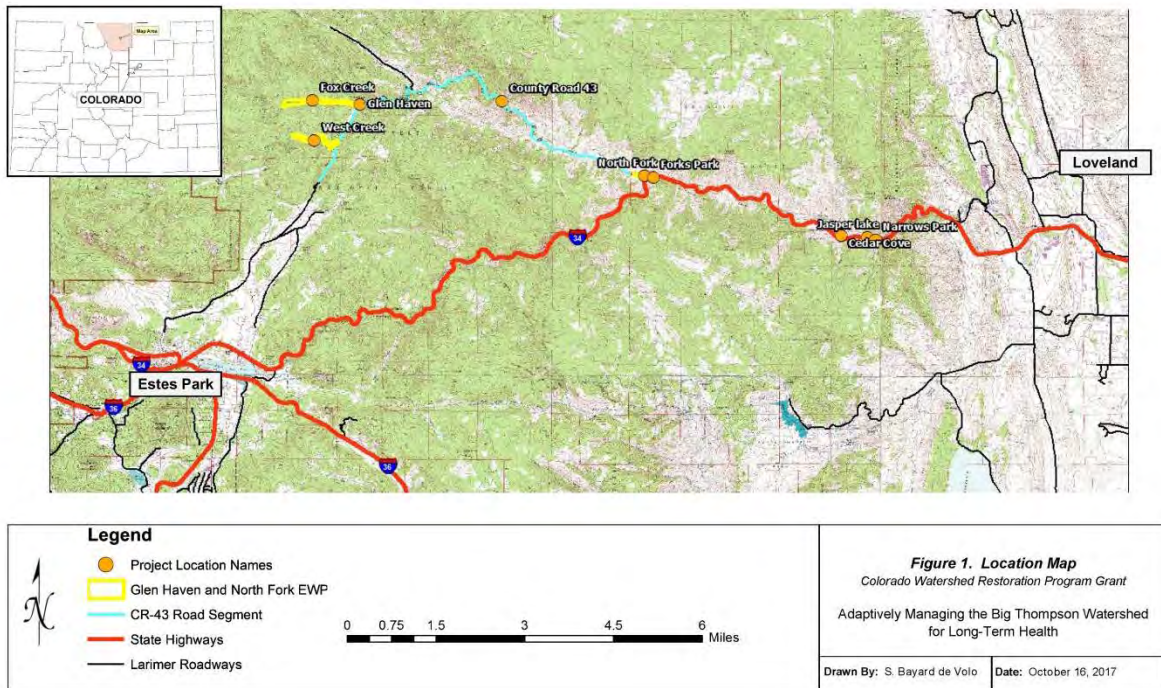 Map Area
COLORADO
Fox Creek
Glen Haven
County Road 43
West Creek
North Fork
Forks Park
Loveland
Jasper lake
Narrows Park
Cedar Cove
34
34
Estes Park
36
36
Legend
Project Location Names
Glen Haven and North Fork EWP
CR-43 Road Segment
State Highways
Larimer Roadways
N
0 0.75 1.5 3 4.5 6
Miles
Figure 1. Location Map
Colorado Watershed Restoration Program Grant
Adaptively Managing the Big Thompson Watershed
for Long-Term Health
Drawn By: S. Bayard de Volo
Date: October 16, 2017